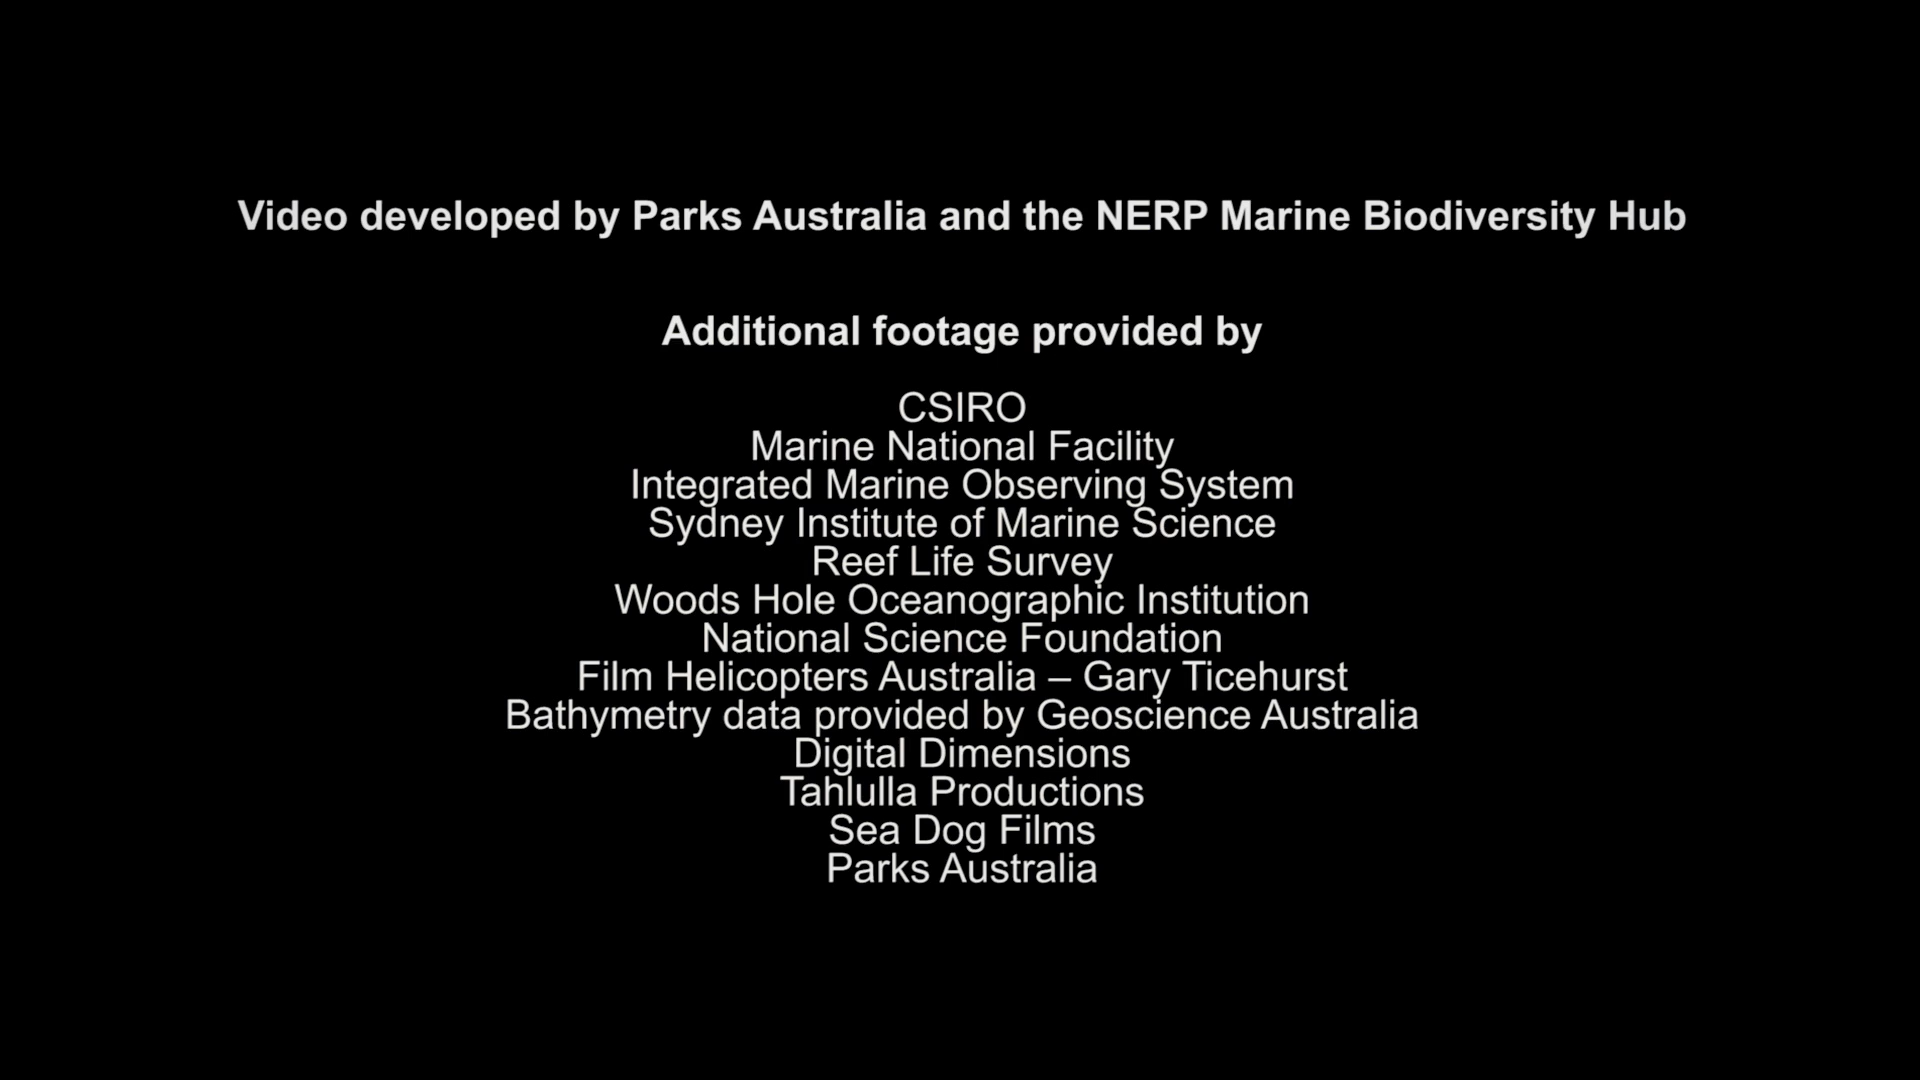 Video developed by Parks Australia and the NERP Marine Biodiversity Hub
Additional footage provided by
CSIRO
Marine National Facility
Integrated Marine Observing System
Sydney Institute of Marine Science
Reef Life Survey
Woods Hole Oceanographic Institution
National Science Foundation
Film Helicopters Australia – Gary Ticehurst
Bathymetry data provided by Geoscience Australia
Digital Dimensions
Tahlulla Productions
Sea Dog Films
Parks Australia